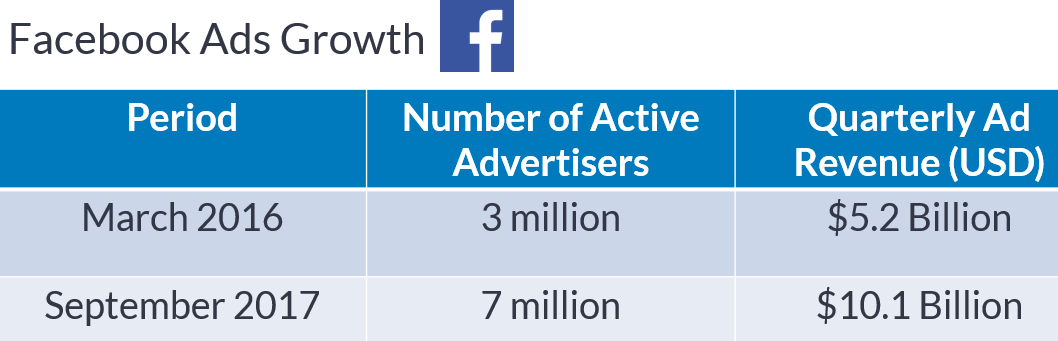 Facebook Ads Growth f
Period
Number of Active
Advertisers
Quarterly Ad
Revenue (USD)
March 2016 3 million $5.2 Billion
September 2017 7 million $10.1 Billion